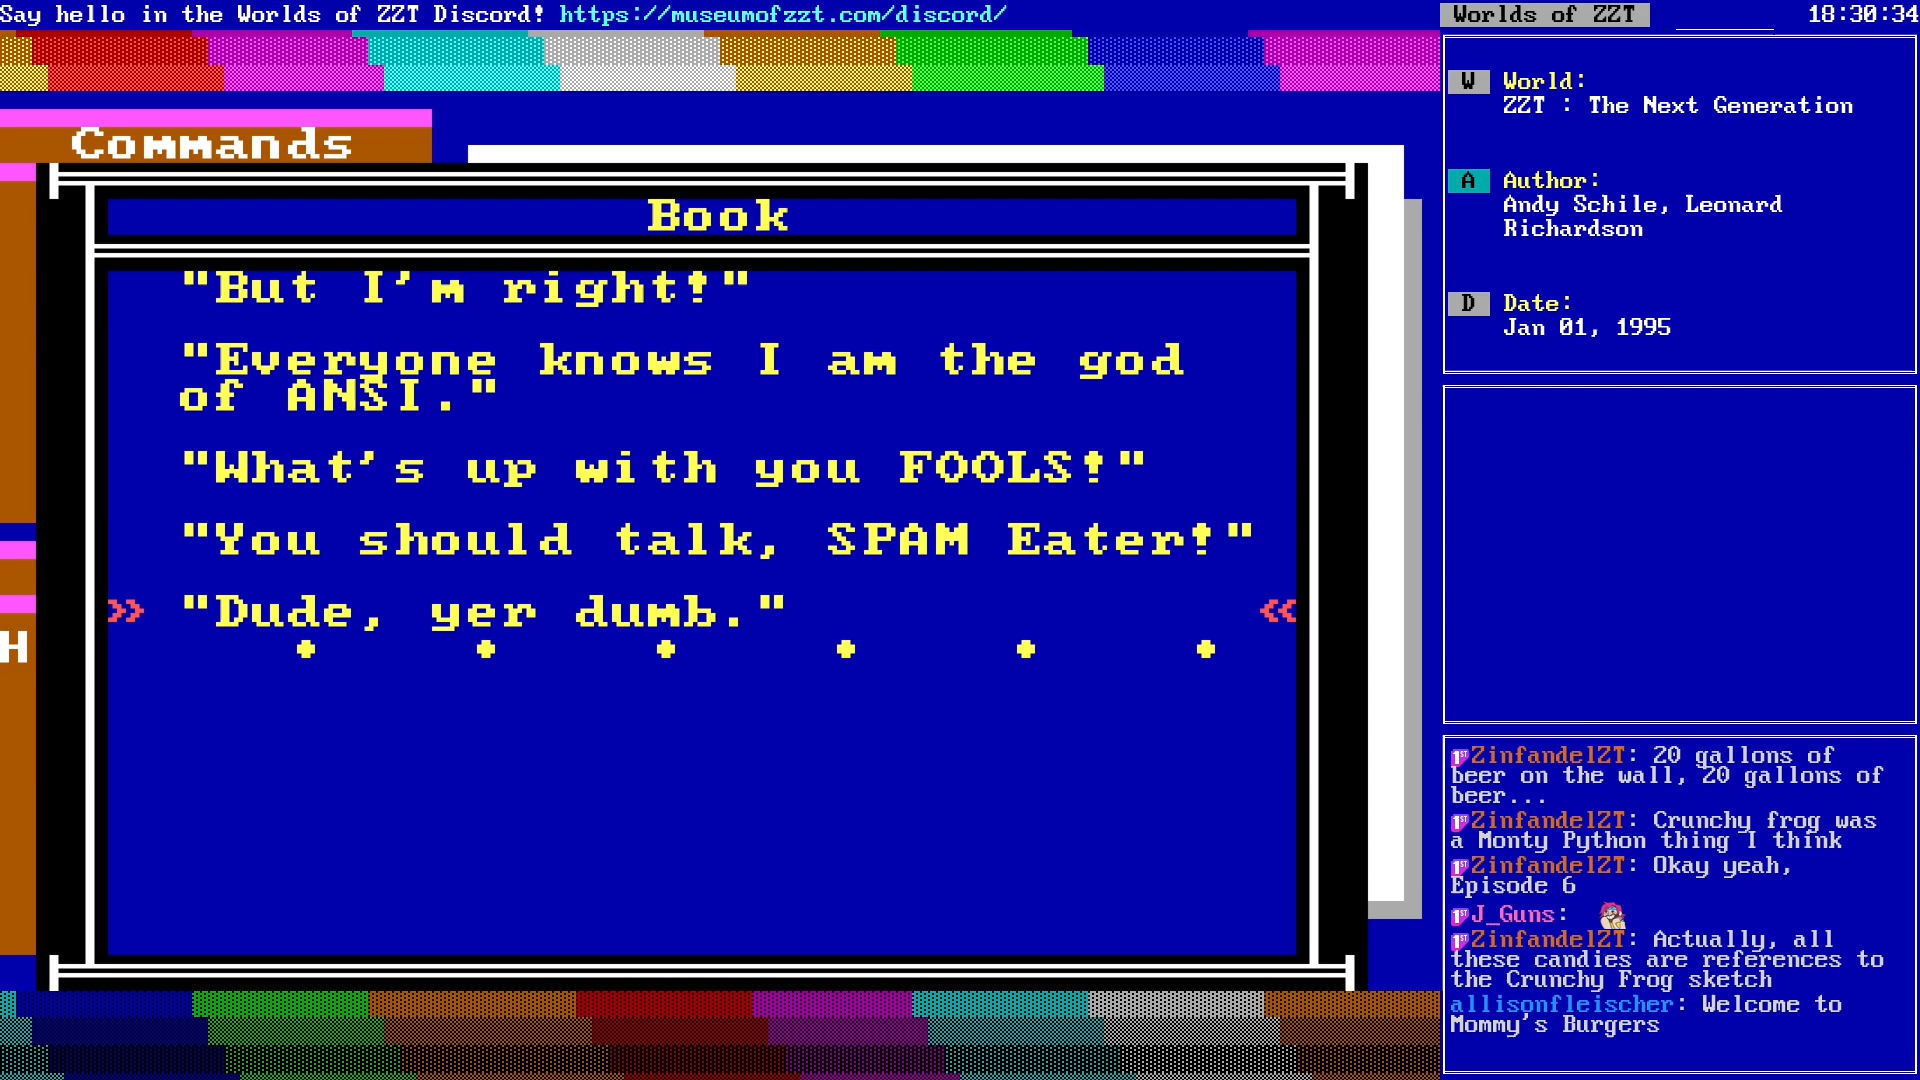 Say hello in the Worlds of ZZT Discord! https://museumofzzt.com/discord/
Worlds of ZZT
18:30:34
Commands
H
Book
"But I'm right!"
"Everyone knows I am the god
of ANSI."
"What's up with you FOOLS!"
"You should talk, SPAM Eater!"
» "Dude, yer dumb." «
W World:
ZZT : The Next Generation
A Author:
Andy Schile, Leonard
Richardson
D Date:
Jan 01, 1995
1ST ZinfandelZT: 20 gallons of
beer on the wall, 20 gallons of
beer...
1ST ZinfandelZT: Crunchy frog was
a Monty Python thing I think
1ST ZinfandelZT: Okay yeah,
Episode 6
1ST J_Guns:
1ST ZinfandelZT: Actually, all
these candies are references to
the Crunchy Frog sketch
allisonfleischer: Welcome to
Mommy's Burgers